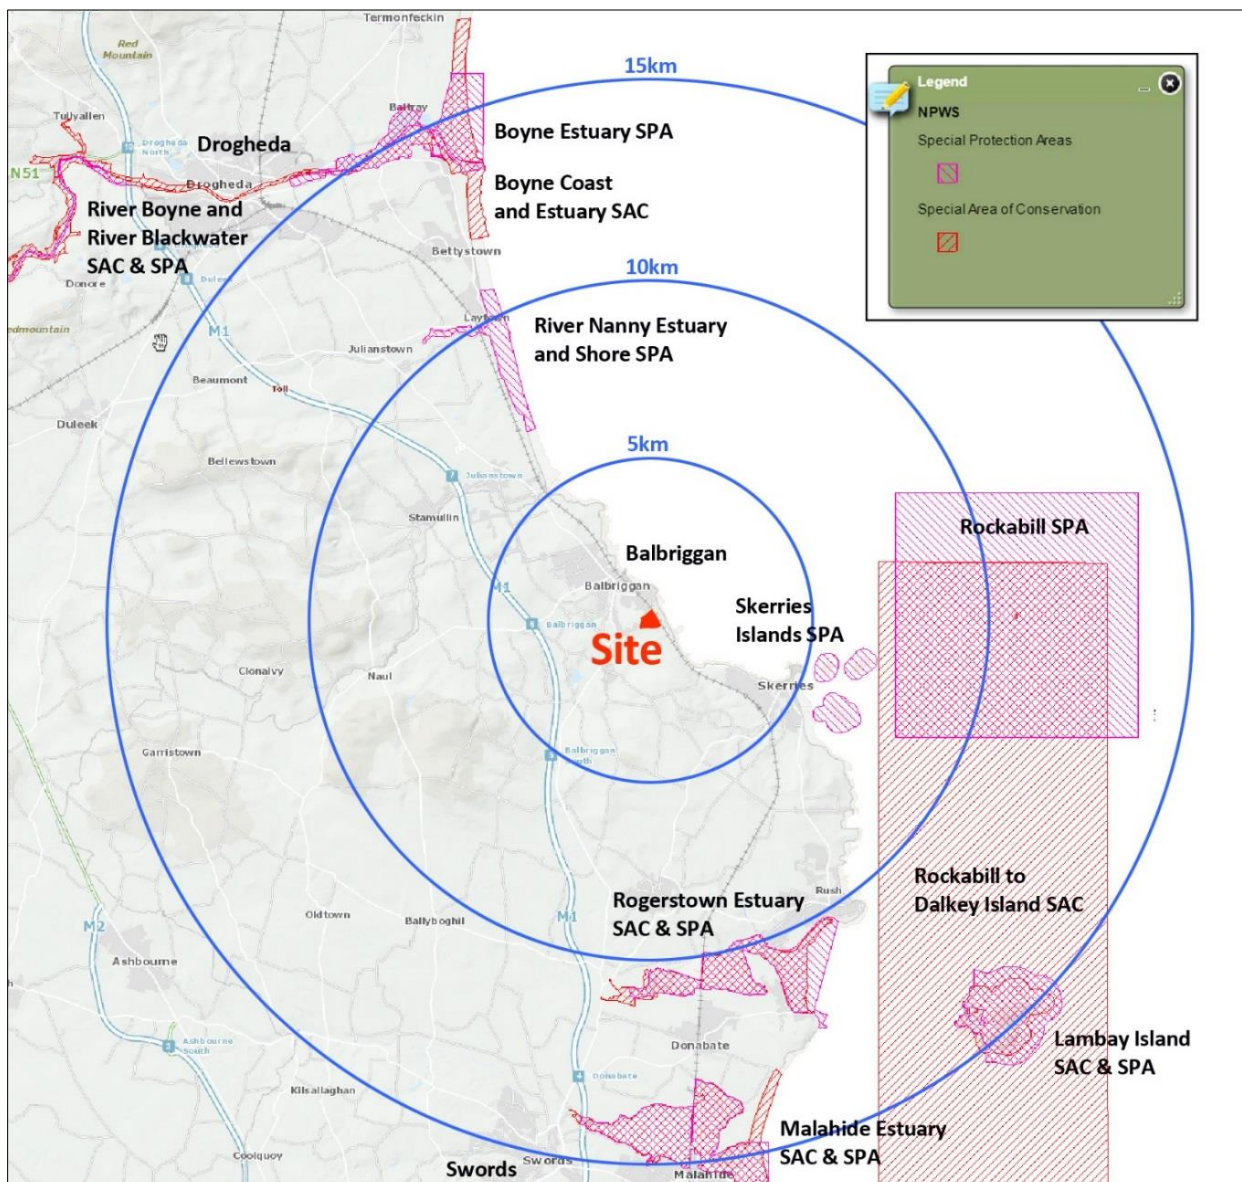 Termonfeckin
Red
Mountain
15km
Legend
NPWS
Special Protection Areas
Special Area of Conservation
Tullyallen
Baltray
Drogheda
North
10
Drogheda
Boyne Estuary SPA
N51
Drogheda
Boyne Coast
and Estuary SAC
River Boyne and
River Blackwater
SAC & SPA
Bettystown
Donore
Duleek
10km
M1
Laytown
River Nanny Estuary
and Shore SPA
Julianstown
Beaumont
Toll
Duleek
5km
Bellewstown
7
Julianstown
Stamullin
Rockabill SPA
Balbriggan
M1
Balbriggan
Skerries
Islands SPA
6
Balbriggan
Site
Clonalvy
Naul
Skerries
Garristown
Balbriggan
South
Rockabill to
Dalkey Island SAC
Rush
Rogerstown Estuary
SAC & SPA
Oldtown
Ballyboghil
M1
M2
Ashbourne
Ashbourne
South
Donabate
Lambay Island
SAC & SPA
4
Donabate
Kilsallaghan
Malahide Estuary
SAC & SPA
Coolquoy
Swords
Swords
Malahide